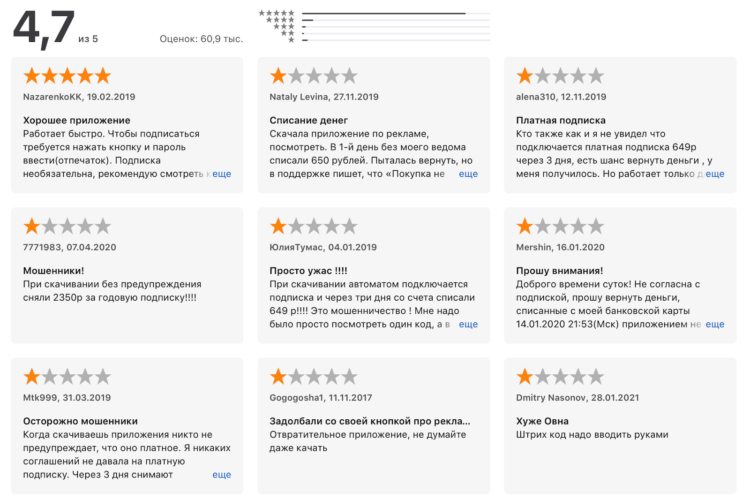 4,7 из 5
Оценок: 60,9 тыс.
NazarenkoKK, 19.02.2019
Хорошее приложение
Работает быстро. Чтобы подписаться
требуется нажать кнопку и пароль
ввести(отпечаток). Подписка
необязательна, рекомендую смотреть к еще
Nataly Levina, 27.11.2019
Списание денег
Скачала приложение по рекламе,
посмотреть. В 1-й день без моего ведома
списали 650 рублей. Пыталась вернуть, но
в поддержке пишет, что «Покупка не еще
alena310, 12.11.2019
Платная подписка
Кто также как и я не увидел что
подключается платная подписка 649р
через 3 дня, есть шанс вернуть деньги , у
меня получилось. Но работает только д еще
7771983, 07.04.2020
Мошенники!
При скачивании без предупреждения
сняли 2350р за годовую подписку!!!!
ЮлияТумас, 04.01.2019
Просто ужас !!!!
При скачивании автоматом подключается
подписка и через три дня со счета списали
649 р!!!! Это мошенничество ! Мне надо
было просто посмотреть один код, а в еще
Mershin, 16.01.2020
Прошу внимания!
Доброго времени суток! Не согласна с
подпиской, прошу вернуть деньги,
списанные с моей банковской карты
14.01.2020 21:53(Мск) приложением не еще
Mtk999, 31.03.2019
Осторожно мошенники
Когда скачиваешь приложения никто не
предупреждает, что оно платное. Я никаких
соглашений не давала на платную
подписку. Через 3 дня снимают еще
Gogogosha1, 11.11.2017
Задолбали со своей кнопкой про рекла...
Отвратительное приложение, не думайте
даже качать
Dmitry Nasonov, 28.01.2021
Хуже Овна
Штрих код надо вводить руками